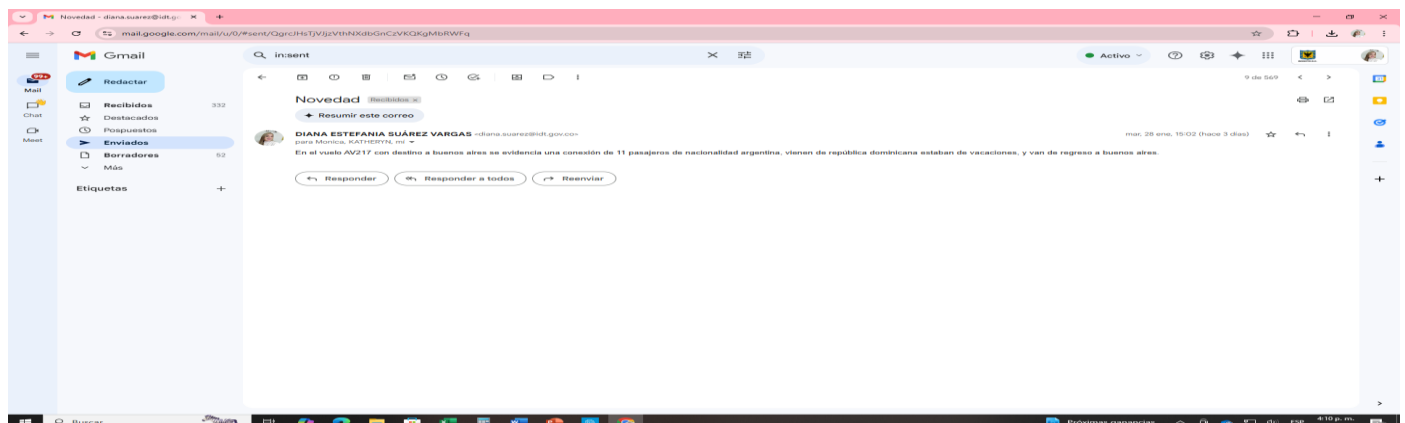 Novedad - diana.suarez@idt.g
mail.google.com/mail/u/0/#sent/QgrcJHsTjVJjzVthNXdbGnCzVKQKgMbRWFq
Gmail
in:sent
Activo
99+
Mail
Redactar
9 de 569
Chat
Recibidos 332
Novedad Recibidos x
Destacados
Resumir este correo
Meet
Pospuestos
Enviados
DIANA ESTEFANIA SUÁREZ VARGAS <diana.suarez@idt.gov.co> mar, 28 ene, 15:02 (hace 3 días)
para Monica, KATHERYN, mí
Borradores 52
En el vuelo AV217 con destino a buenos aires se evidencia una conexión de 11 pasajeros de nacionalidad argentina, vienen de república dominicana estaban de vacaciones, y van de regreso a buenos aires.
Más
Responder Responder a todos Reenviar
Etiquetas
Buscar
Próximas ganancias
ESP
4:10 p. m.